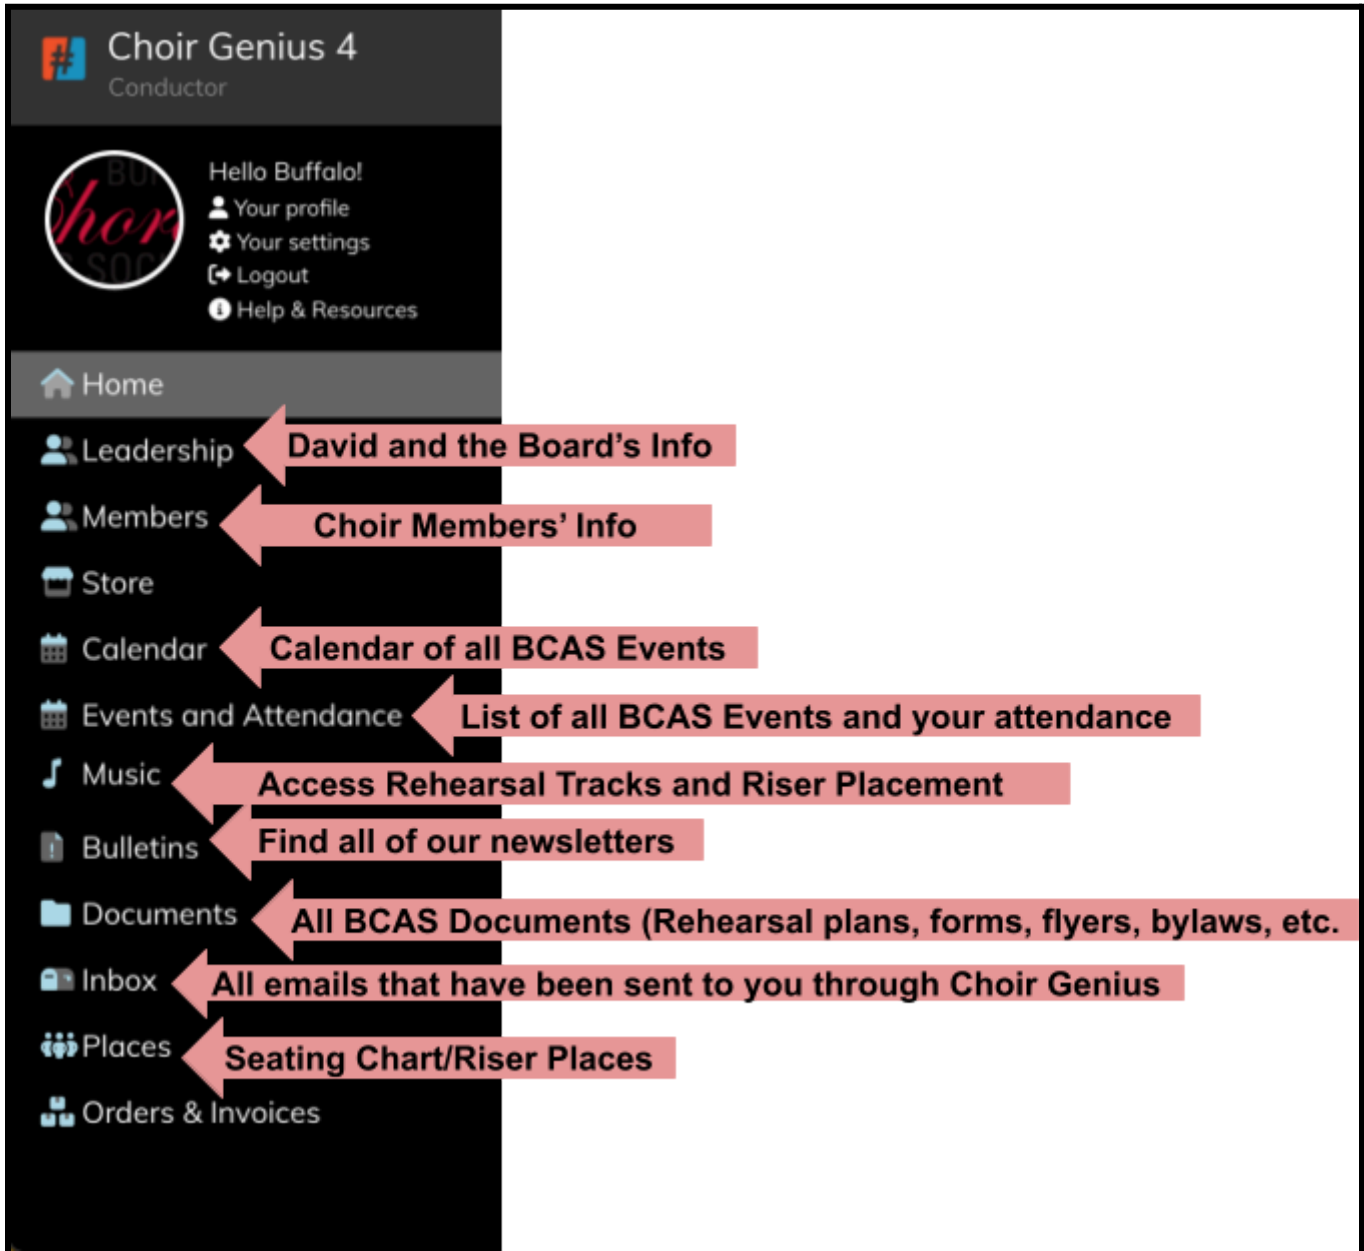 #
Choir Genius 4
Conductor
BUF
Chor
& SOCI
Hello Buffalo!
Your profile
Your settings
Logout
Help & Resources
Home
Leadership
David and the Board's Info
Members
Choir Members' Info
Store
Calendar
Calendar of all BCAS Events
Events and Attendance
List of all BCAS Events and your attendance
Music
Access Rehearsal Tracks and Riser Placement
Bulletins
Find all of our newsletters
Documents
All BCAS Documents (Rehearsal plans, forms, flyers, bylaws, etc.
Inbox
All emails that have been sent to you through Choir Genius
Places
Seating Chart/Riser Places
Orders & Invoices